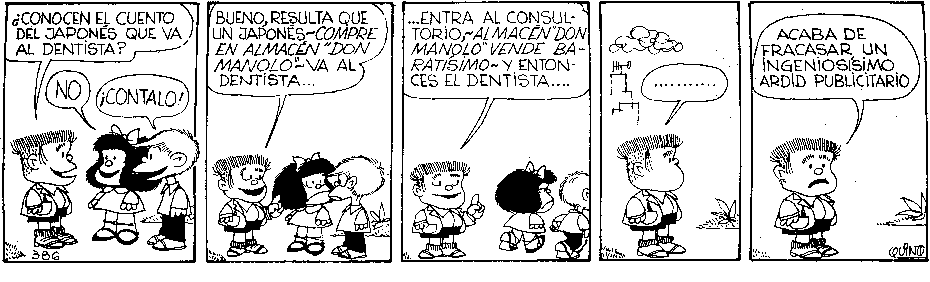 ¿CONOCEN EL CUENTO
DEL JAPONÉS QUE VA
AL DENTISTA?
NO
¡CONTALO!
386
BUENO, RESULTA QUE
UN JAPONÉS-COMPRE
EN ALMACÉN "DON
MANOLO"-VA AL
DENTISTA...
...ENTRA AL CONSUL-
TORIO,-ALMACÉN "DON
MANOLO" VENDE BA-
RATÍSIMO-Y ENTON-
CES EL DENTISTA....
..........
ACABA DE
FRACASAR UN
INGENIOSÍSIMO
ARDID PUBLICITARIO
QUINO